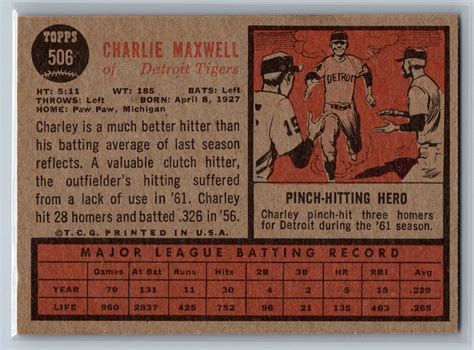 TOPPS
506
CHARLIE MAXWELL
of Detroit Tigers
HT: 5:11 WT: 185 BATS: Left
THROWS: Left BORN: April 8, 1927
HOME: Paw Paw, Michigan
Charley is a much better hitter than
his batting average of last season
reflects. A valuable clutch hitter,
the outfielder's hitting suffered
from a lack of use in '61. Charley
hit 28 homers and batted .326 in '56.
©T.C.G. PRINTED IN U.S.A.
DETROIT
15
PINCH-HITTING HERO
Charley pinch-hit three homers
for Detroit during the '61 season.
MAJOR LEAGUE BATTING RECORD
Games At Bat Runs Hits 2B 3B HR RBI Avg.
YEAR 79 131 11 30 4 1 5 18 .229
LIFE 960 2837 425 752 96 21 135 483 .265